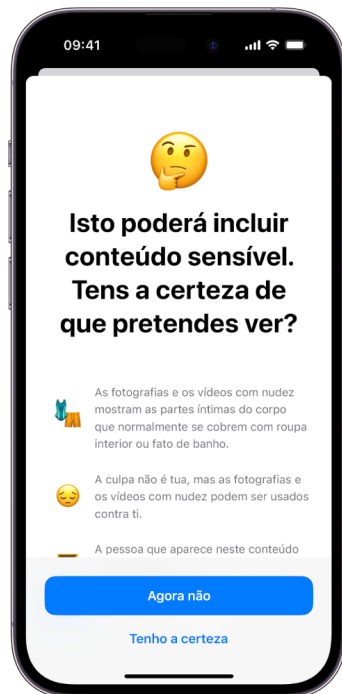 09:41
Isto poderá incluir
conteúdo sensível.
Tens a certeza de
que pretendes ver?
As fotografias e os vídeos com nudez
mostram as partes íntimas do corpo
que normalmente se cobrem com roupa
interior ou fato de banho.
A culpa não é tua, mas as fotografias e
os vídeos com nudez podem ser usados
contra ti.
A pessoa que aparece neste conteúdo
Agora não
Tenho a certeza